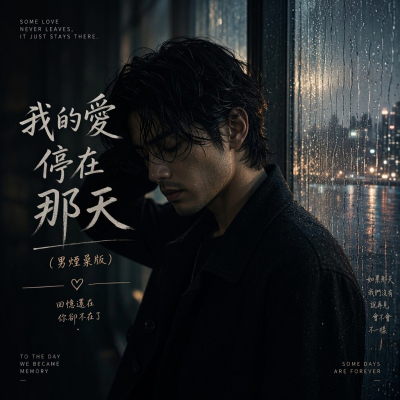 SOME LOVE
NEVER LEAVES,
IT JUST STAYS THERE.
我的愛
停在
那天
(男煙嗓版)
回憶還在
你卻不在了
如果那天
我們沒有
說再見
會不會
不一樣
TO THE DAY
WE BECAME
MEMORY
SOME DAYS
ARE FOREVER